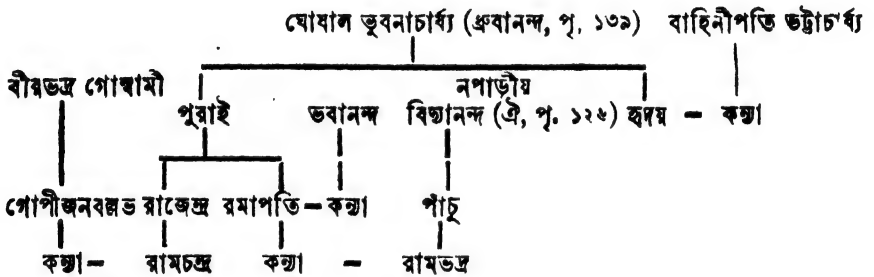 ঘোষাল ভুবনাচার্য্য (ধ্রুবানন্দ, পৃ. ১৩৯) বাহিনীপতি ভট্টাচার্য্য
বীরভদ্র গোস্বামী নপাড়ীয়
পুরাই ভবানন্দ বিদ্যানন্দ (ঐ, পৃ. ১২৬) হৃদয় – কন্যা
গোপীজনবল্লভ রাজেন্দ্র রমাপতি – কন্যা পাঁচু
কন্যা – রামচন্দ্র কন্যা – রামভদ্র